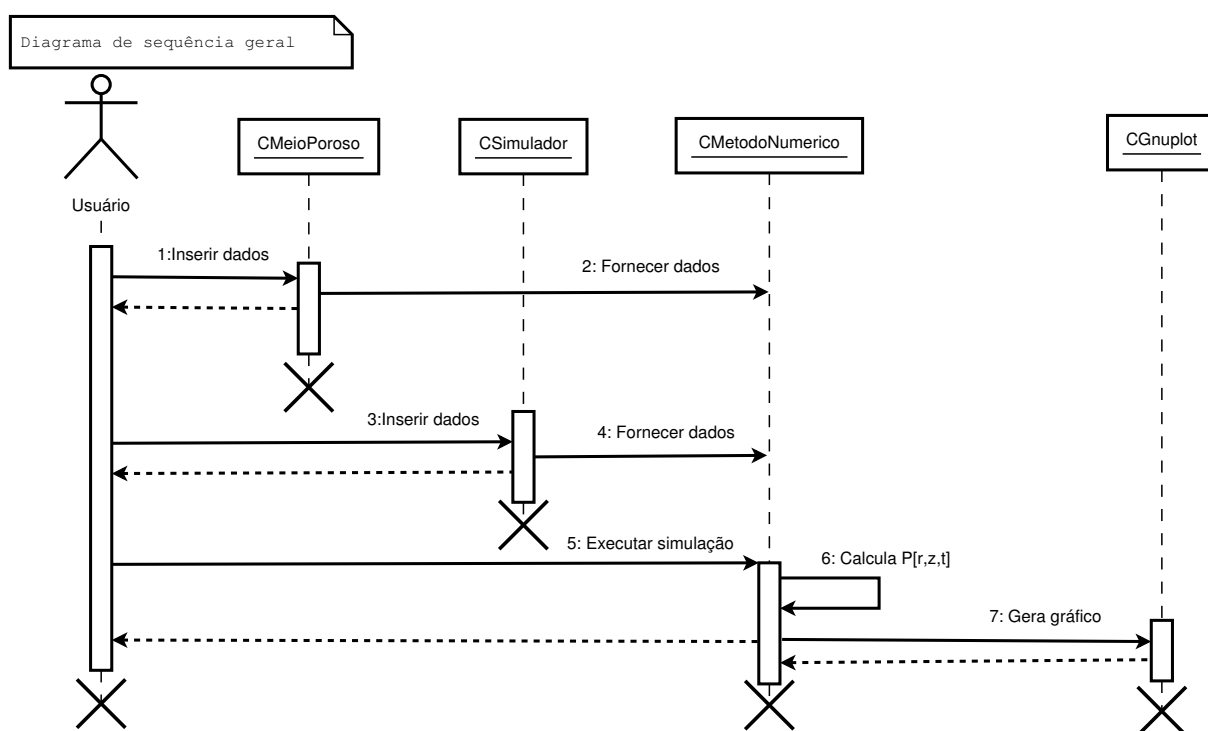 Diagrama de sequência geral
CMeioPoroso
CSimulador
CMetodoNumerico
CGnuplot
Usuário
1:Inserir dados
2: Fornecer dados
3:Inserir dados
4: Fornecer dados
5: Executar simulação
6: Calcula P[r,z,t]
7: Gera gráfico